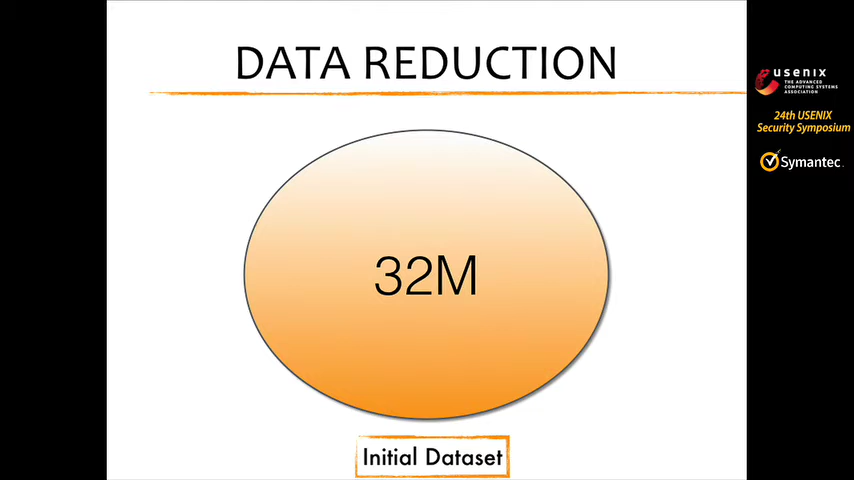 DATA REDUCTION
32M
Initial Dataset
usenix
THE ADVANCED
COMPUTING SYSTEMS
ASSOCIATION
24th USENIX
Security Symposium
Symantec.